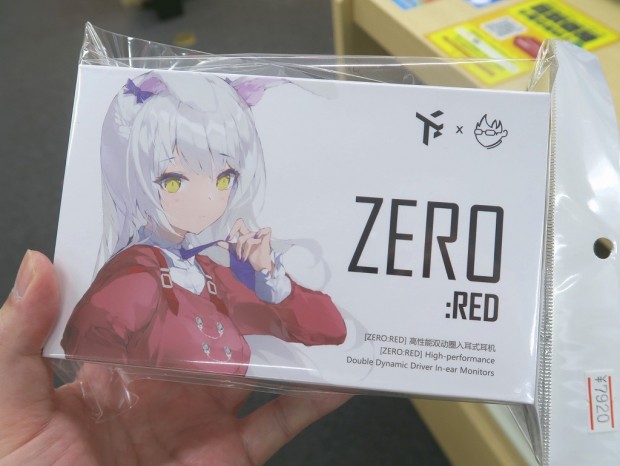 x
ZERO
:RED
[ZERO:RED] 高性能双动圈入耳式耳机
[ZERO:RED] High-performance
Double Dynamic Driver In-ear Monitors
¥7920